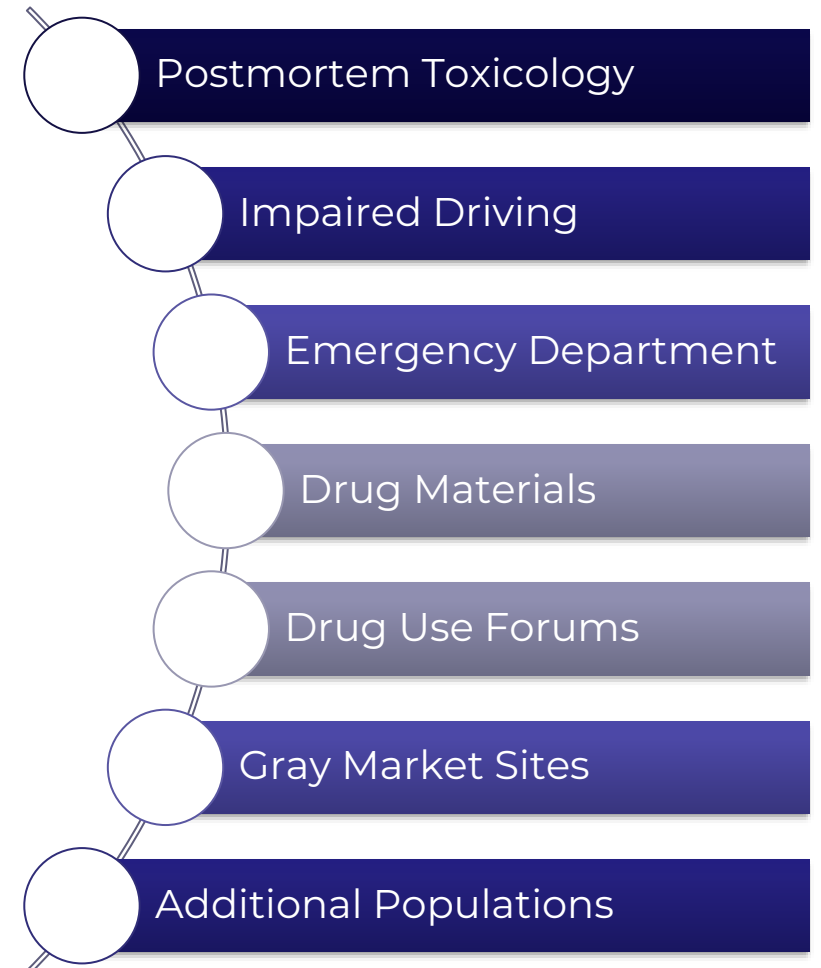 Postmortem Toxicology
Impaired Driving
Emergency Department
Drug Materials
Drug Use Forums
Gray Market Sites
Additional Populations